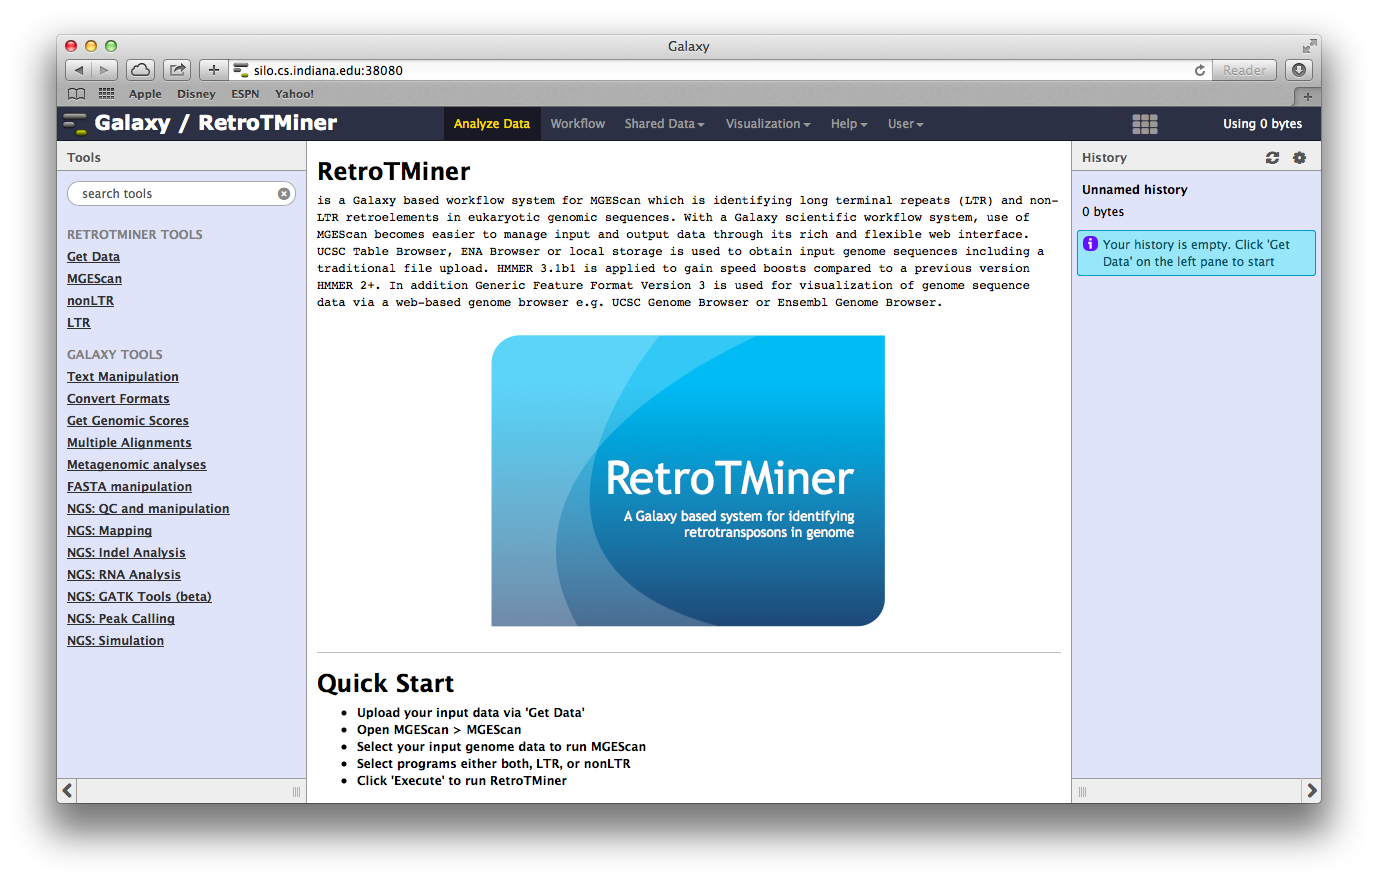 Galaxy
silo.cs.indiana.edu:38080
Reader
Apple Disney ESPN Yahoo!
Galaxy / RetroTMiner
Analyze Data Workflow Shared Data Visualization Help User
Using 0 bytes
Tools
search tools
RETROTMINER TOOLS
Get Data
MGEScan
nonLTR
LTR
GALAXY TOOLS
Text Manipulation
Convert Formats
Get Genomic Scores
Multiple Alignments
Metagenomic analyses
FASTA manipulation
NGS: QC and manipulation
NGS: Mapping
NGS: Indel Analysis
NGS: RNA Analysis
NGS: GATK Tools (beta)
NGS: Peak Calling
NGS: Simulation
RetroTMiner
is a Galaxy based workflow system for MGEScan which is identifying long terminal repeats (LTR) and non-
LTR retroelements in eukaryotic genomic sequences. With a Galaxy scientific workflow system, use of
MGEScan becomes easier to manage input and output data through its rich and flexible web interface.
UCSC Table Browser, ENA Browser or local storage is used to obtain input genome sequences including a
traditional file upload. HMMER 3.1b1 is applied to gain speed boosts compared to a previous version
HMMER 2+. In addition Generic Feature Format Version 3 is used for visualization of genome sequence
data via a web-based genome browser e.g. UCSC Genome Browser or Ensembl Genome Browser.
RetroTMiner
A Galaxy based system for identifying
retrotransposons in genome
Quick Start
• Upload your input data via 'Get Data'
• Open MGEScan > MGEScan
• Select your input genome data to run MGEScan
• Select programs either both, LTR, or nonLTR
• Click 'Execute' to run RetroTMiner
History
Unnamed history
0 bytes
Your history is empty. Click 'Get
Data' on the left pane to start